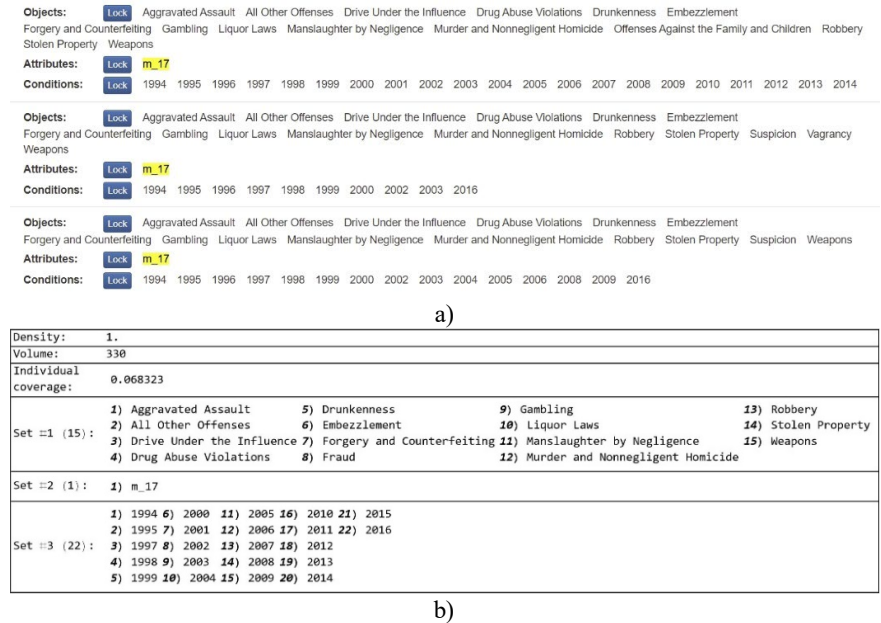 Objects: Lock Aggravated Assault All Other Offenses Drive Under the Influence Drug Abuse Violations Drunkenness Embezzlement
Forgery and Counterfeiting Gambling Liquor Laws Manslaughter by Negligence Murder and Nonnegligent Homicide Offenses Against the Family and Children Robbery
Stolen Property Weapons
Attributes: Lock m_17
Conditions: Lock 1994 1995 1996 1997 1998 1999 2000 2001 2002 2003 2004 2005 2006 2007 2008 2009 2010 2011 2012 2013 2014
Objects: Lock Aggravated Assault All Other Offenses Drive Under the Influence Drug Abuse Violations Drunkenness Embezzlement
Forgery and Counterfeiting Gambling Liquor Laws Manslaughter by Negligence Murder and Nonnegligent Homicide Robbery Stolen Property Suspicion Vagrancy
Weapons
Attributes: Lock m_17
Conditions: Lock 1994 1995 1996 1997 1998 1999 2000 2002 2003 2016
Objects: Lock Aggravated Assault All Other Offenses Drive Under the Influence Drug Abuse Violations Drunkenness Embezzlement
Forgery and Counterfeiting Gambling Liquor Laws Manslaughter by Negligence Murder and Nonnegligent Homicide Robbery Stolen Property Suspicion Weapons
Attributes: Lock m_17
Conditions: Lock 1994 1995 1996 1997 1998 1999 2000 2002 2003 2004 2005 2006 2008 2009 2016
a)
Density: 1.
Volume: 330
Individual
coverage: 0.068323
Set #1 (15):
1) Aggravated Assault 5) Drunkenness 9) Gambling 13) Robbery
2) All Other Offenses 6) Embezzlement 10) Liquor Laws 14) Stolen Property
3) Drive Under the Influence 7) Forgery and Counterfeiting 11) Manslaughter by Negligence 15) Weapons
4) Drug Abuse Violations 8) Fraud 12) Murder and Nonnegligent Homicide
Set #2 (1): 1) m_17
Set #3 (22):
1) 1994 6) 2000 11) 2005 16) 2010 21) 2015
2) 1995 7) 2001 12) 2006 17) 2011 22) 2016
3) 1997 8) 2002 13) 2007 18) 2012
4) 1998 9) 2003 14) 2008 19) 2013
5) 1999 10) 2004 15) 2009 20) 2014
b)